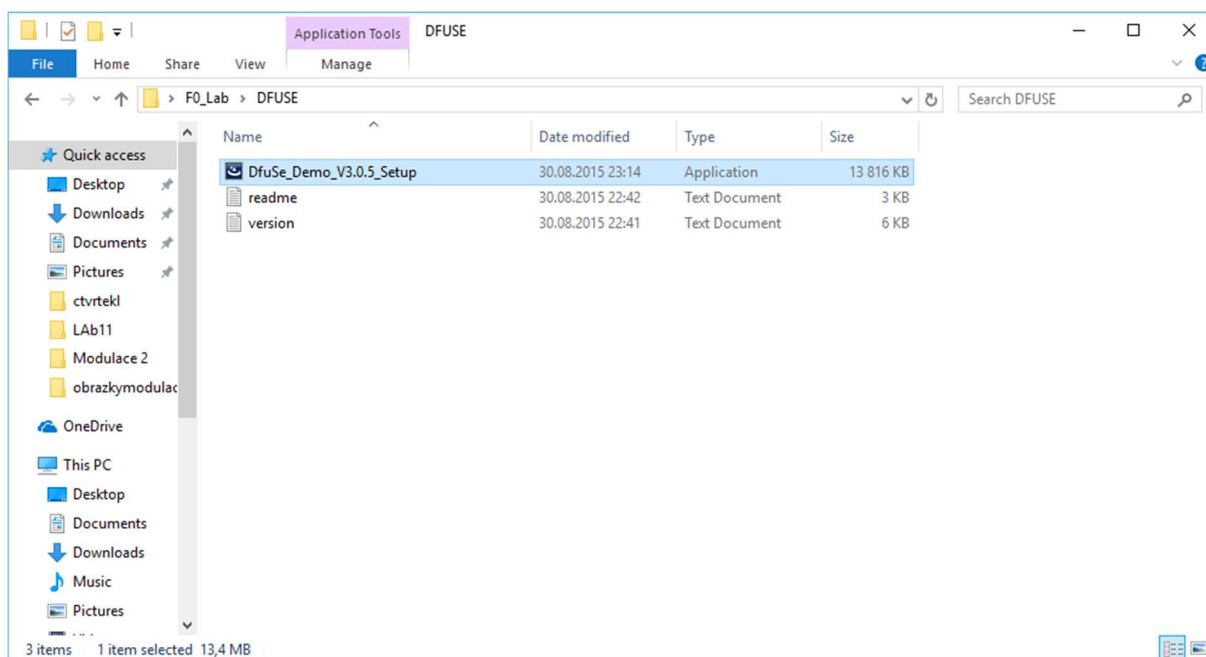 Application Tools DFUSE
File Home Share View Manage
F0_Lab > DFUSE Search DFUSE
Name Date modified Type Size
Quick access
DfuSe_Demo_V3.0.5_Setup 30.08.2015 23:14 Application 13 816 KB
Desktop
readme 30.08.2015 22:42 Text Document 3 KB
Downloads
version 30.08.2015 22:41 Text Document 6 KB
Documents
Pictures
ctvrtekl
LAb11
Modulace 2
obrazkymodulac
OneDrive
This PC
Desktop
Documents
Downloads
Music
Pictures
3 items 1 item selected 13,4 MB